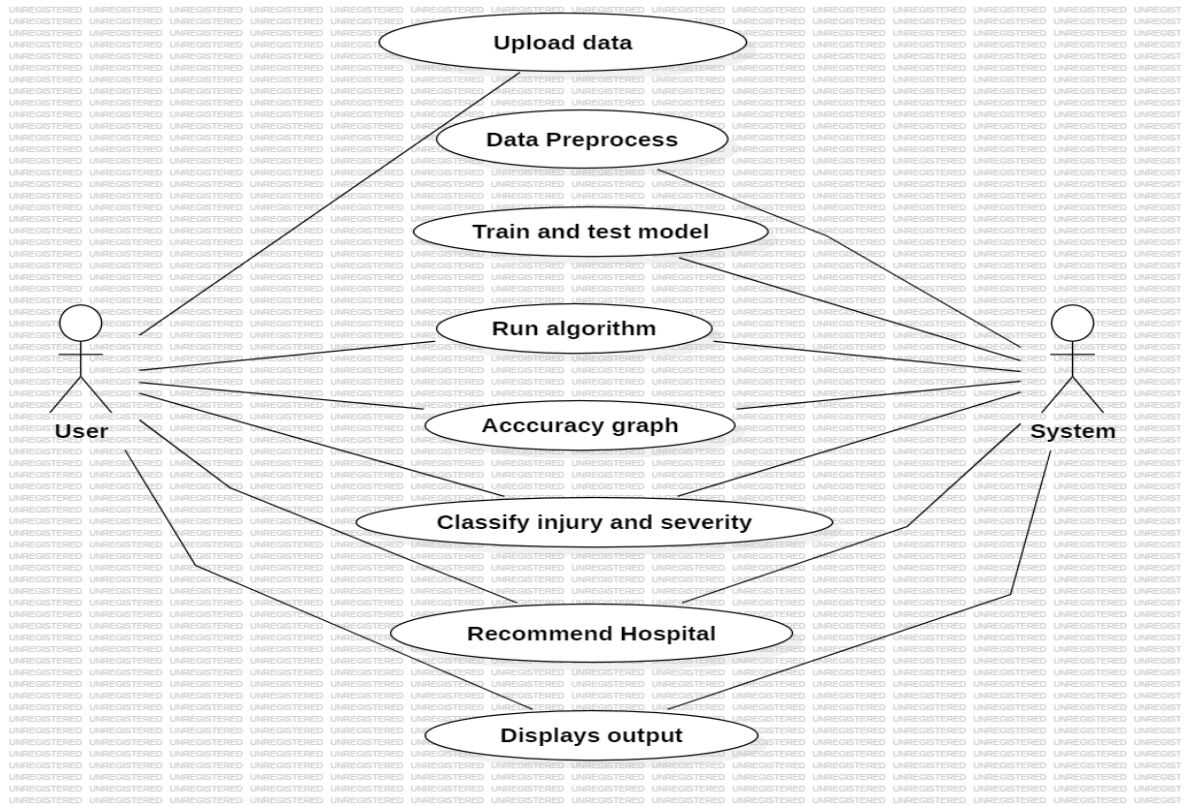 Upload data
Data Preprocess
Train and test model
Run algorithm
Acccuracy graph
User
System
Classify injury and severity
Recommend Hospital
Displays output
UNREGISTERED